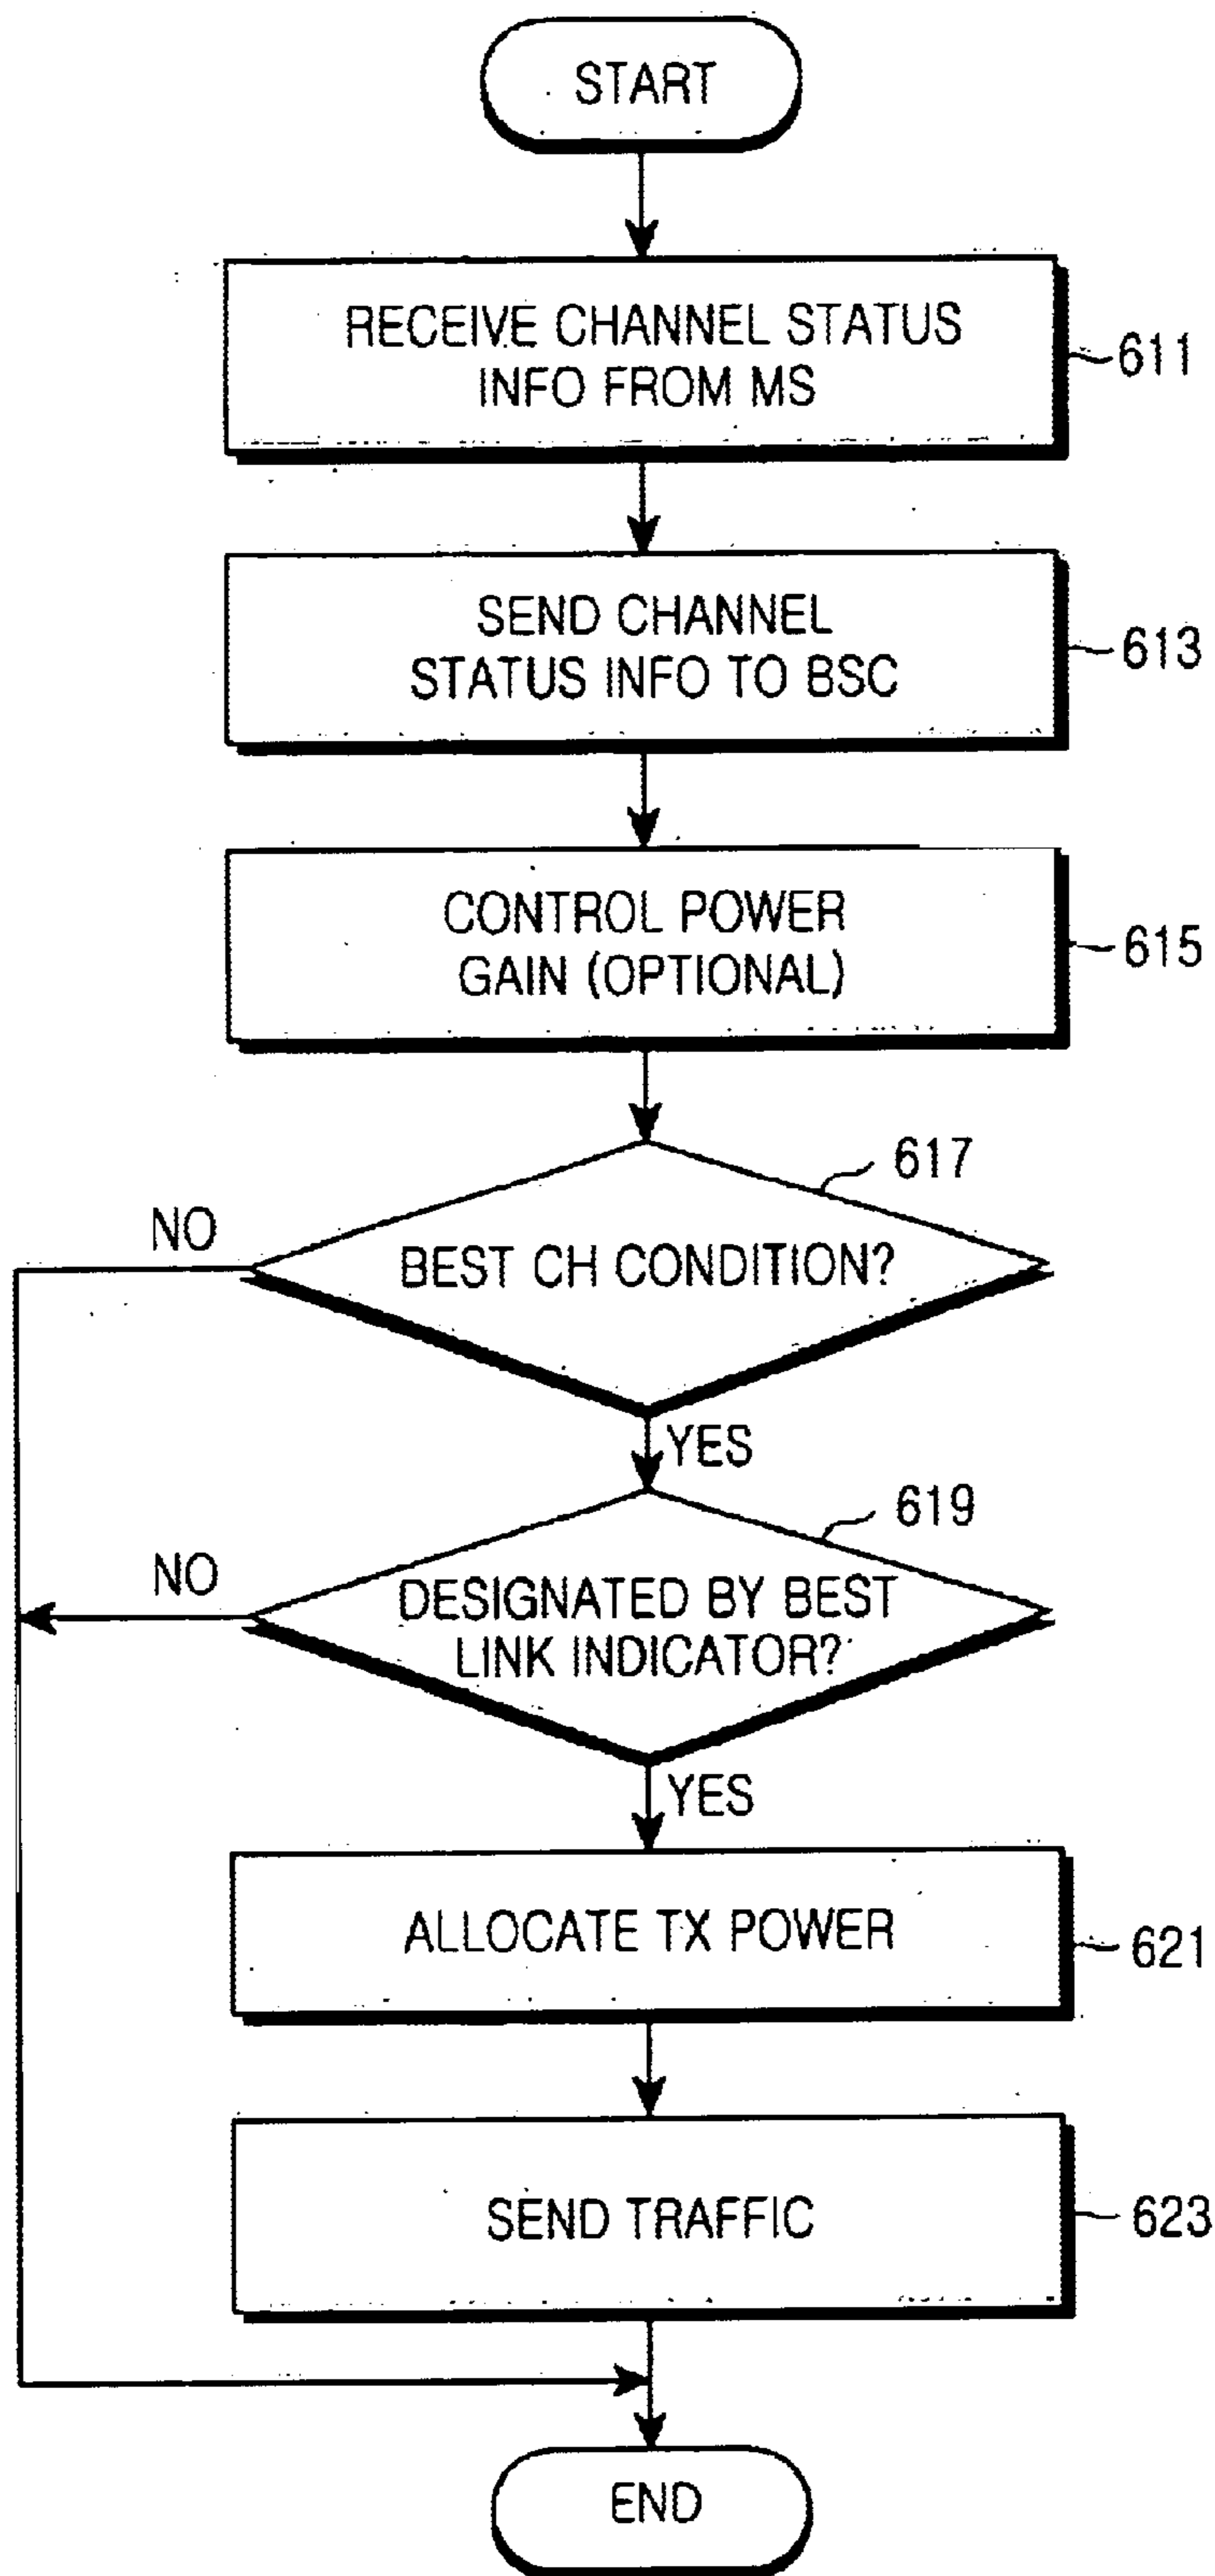 START
RECEIVE CHANNEL STATUS
INFO FROM MS
611
SEND CHANNEL
STATUS INFO TO BSC
613
CONTROL POWER
GAIN (OPTIONAL)
615
617
NO
BEST CH CONDITION?
YES
619
NO
DESIGNATED BY BEST
LINK INDICATOR?
YES
ALLOCATE TX POWER
621
SEND TRAFFIC
623
END